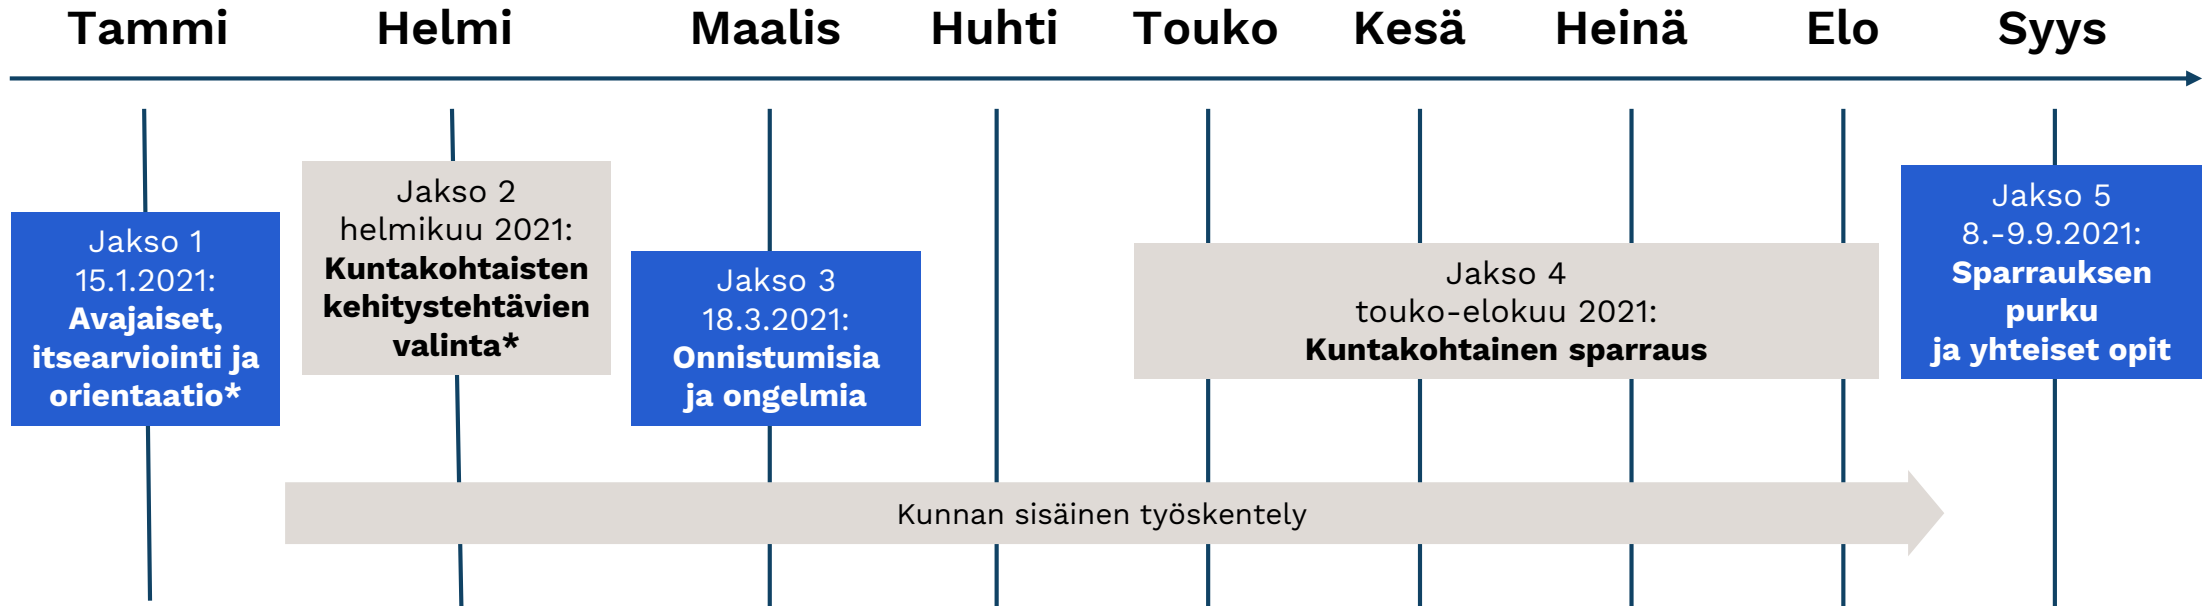 Tammi Helmi Maalis Huhti Touko Kesä Heinä Elo Syys
Jakso 1
15.1.2021:
Avajaiset,
itsearviointi ja
orientaatio*
Jakso 2
helmikuu 2021:
Kuntakohtaisten
kehitystehtävien
valinta*
Jakso 3
18.3.2021:
Onnistumisia
ja ongelmia
Jakso 4
touko-elokuu 2021:
Kuntakohtainen sparraus
Jakso 5
8.-9.9.2021:
Sparrauksen
purku
ja yhteiset opit
Kunnan sisäinen työskentely